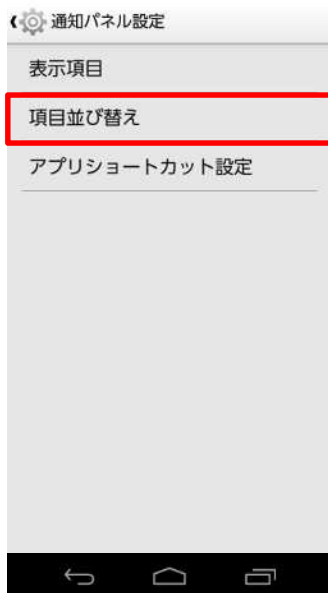 通知パネル設定
表示項目
項目並び替え
アプリショートカット設定